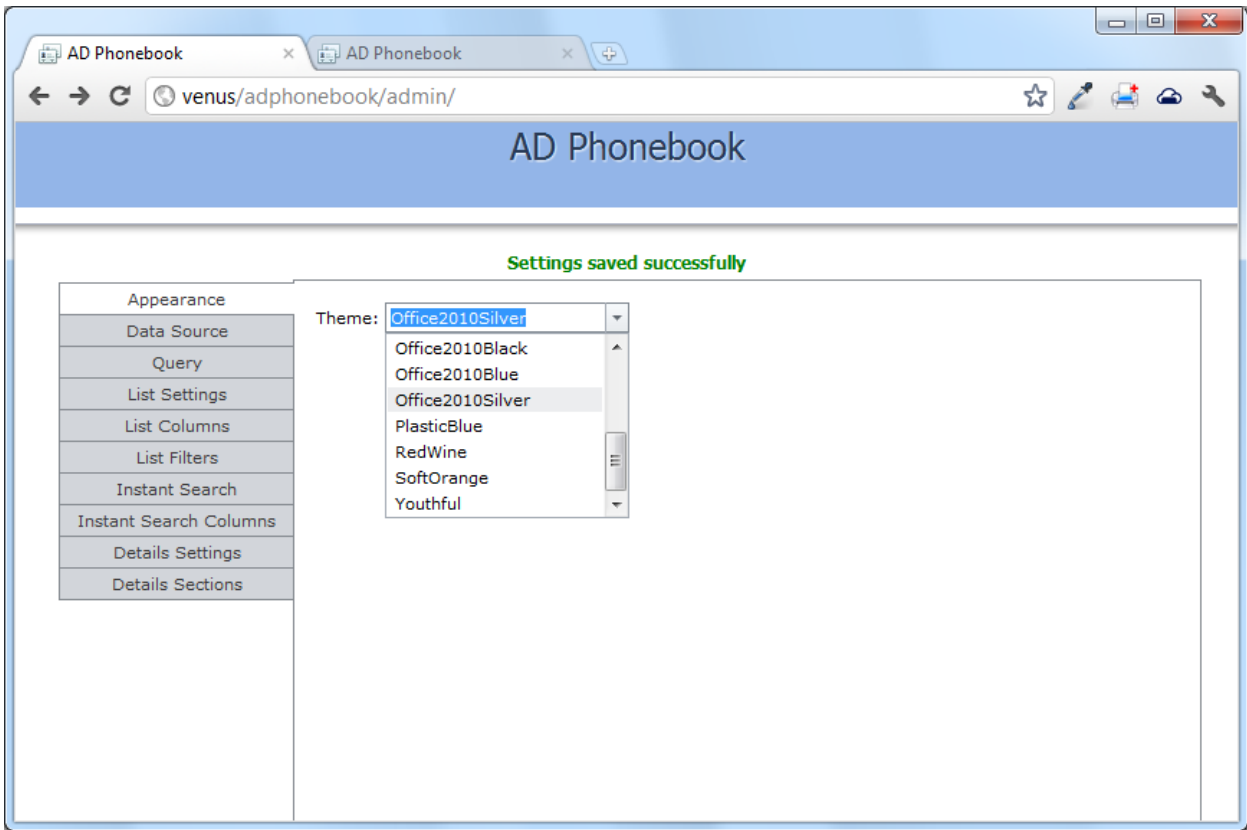 AD Phonebook
AD Phonebook
venus/adphonebook/admin/
AD Phonebook
Settings saved successfully
Appearance
Data Source
Query
List Settings
List Columns
List Filters
Instant Search
Instant Search Columns
Details Settings
Details Sections
Theme: Office2010Silver
Office2010Black
Office2010Blue
Office2010Silver
PlasticBlue
RedWine
SoftOrange
Youthful